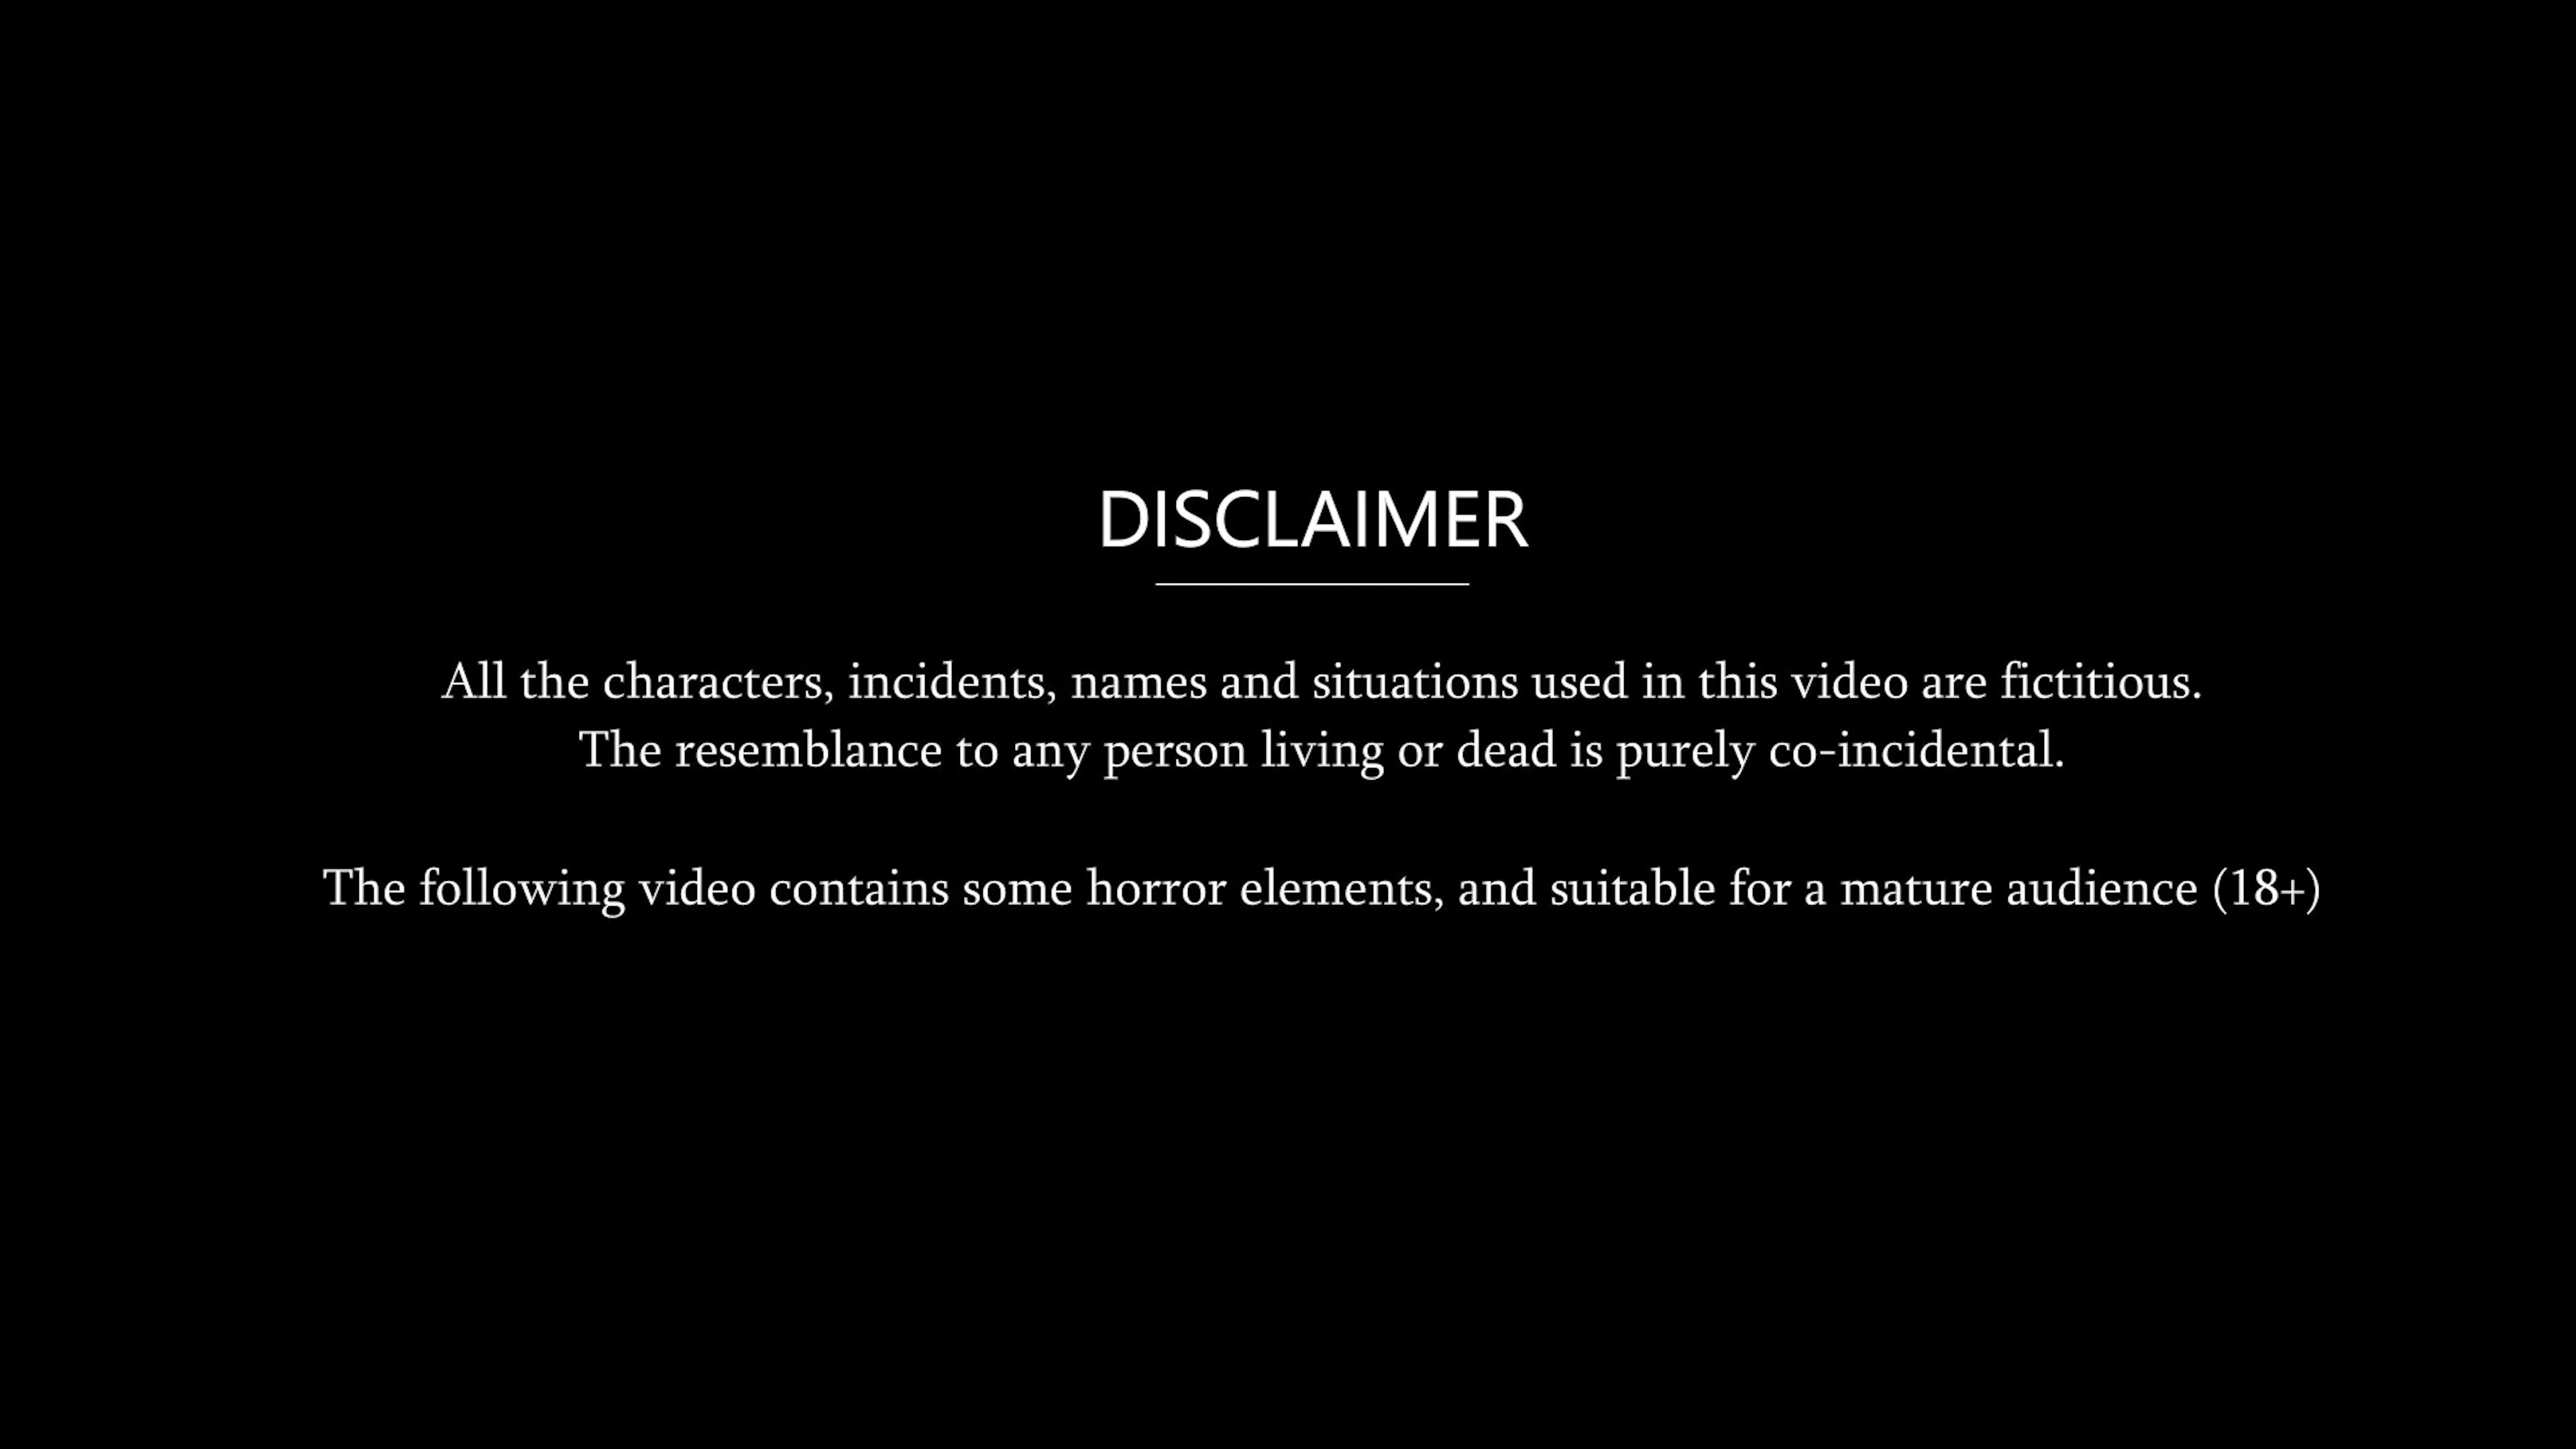 DISCLAIMER
All the characters, incidents, names and situations used in this video are fictitious.
The resemblance to any person living or dead is purely co-incidental.
The following video contains some horror elements, and suitable for a mature audience (18+)